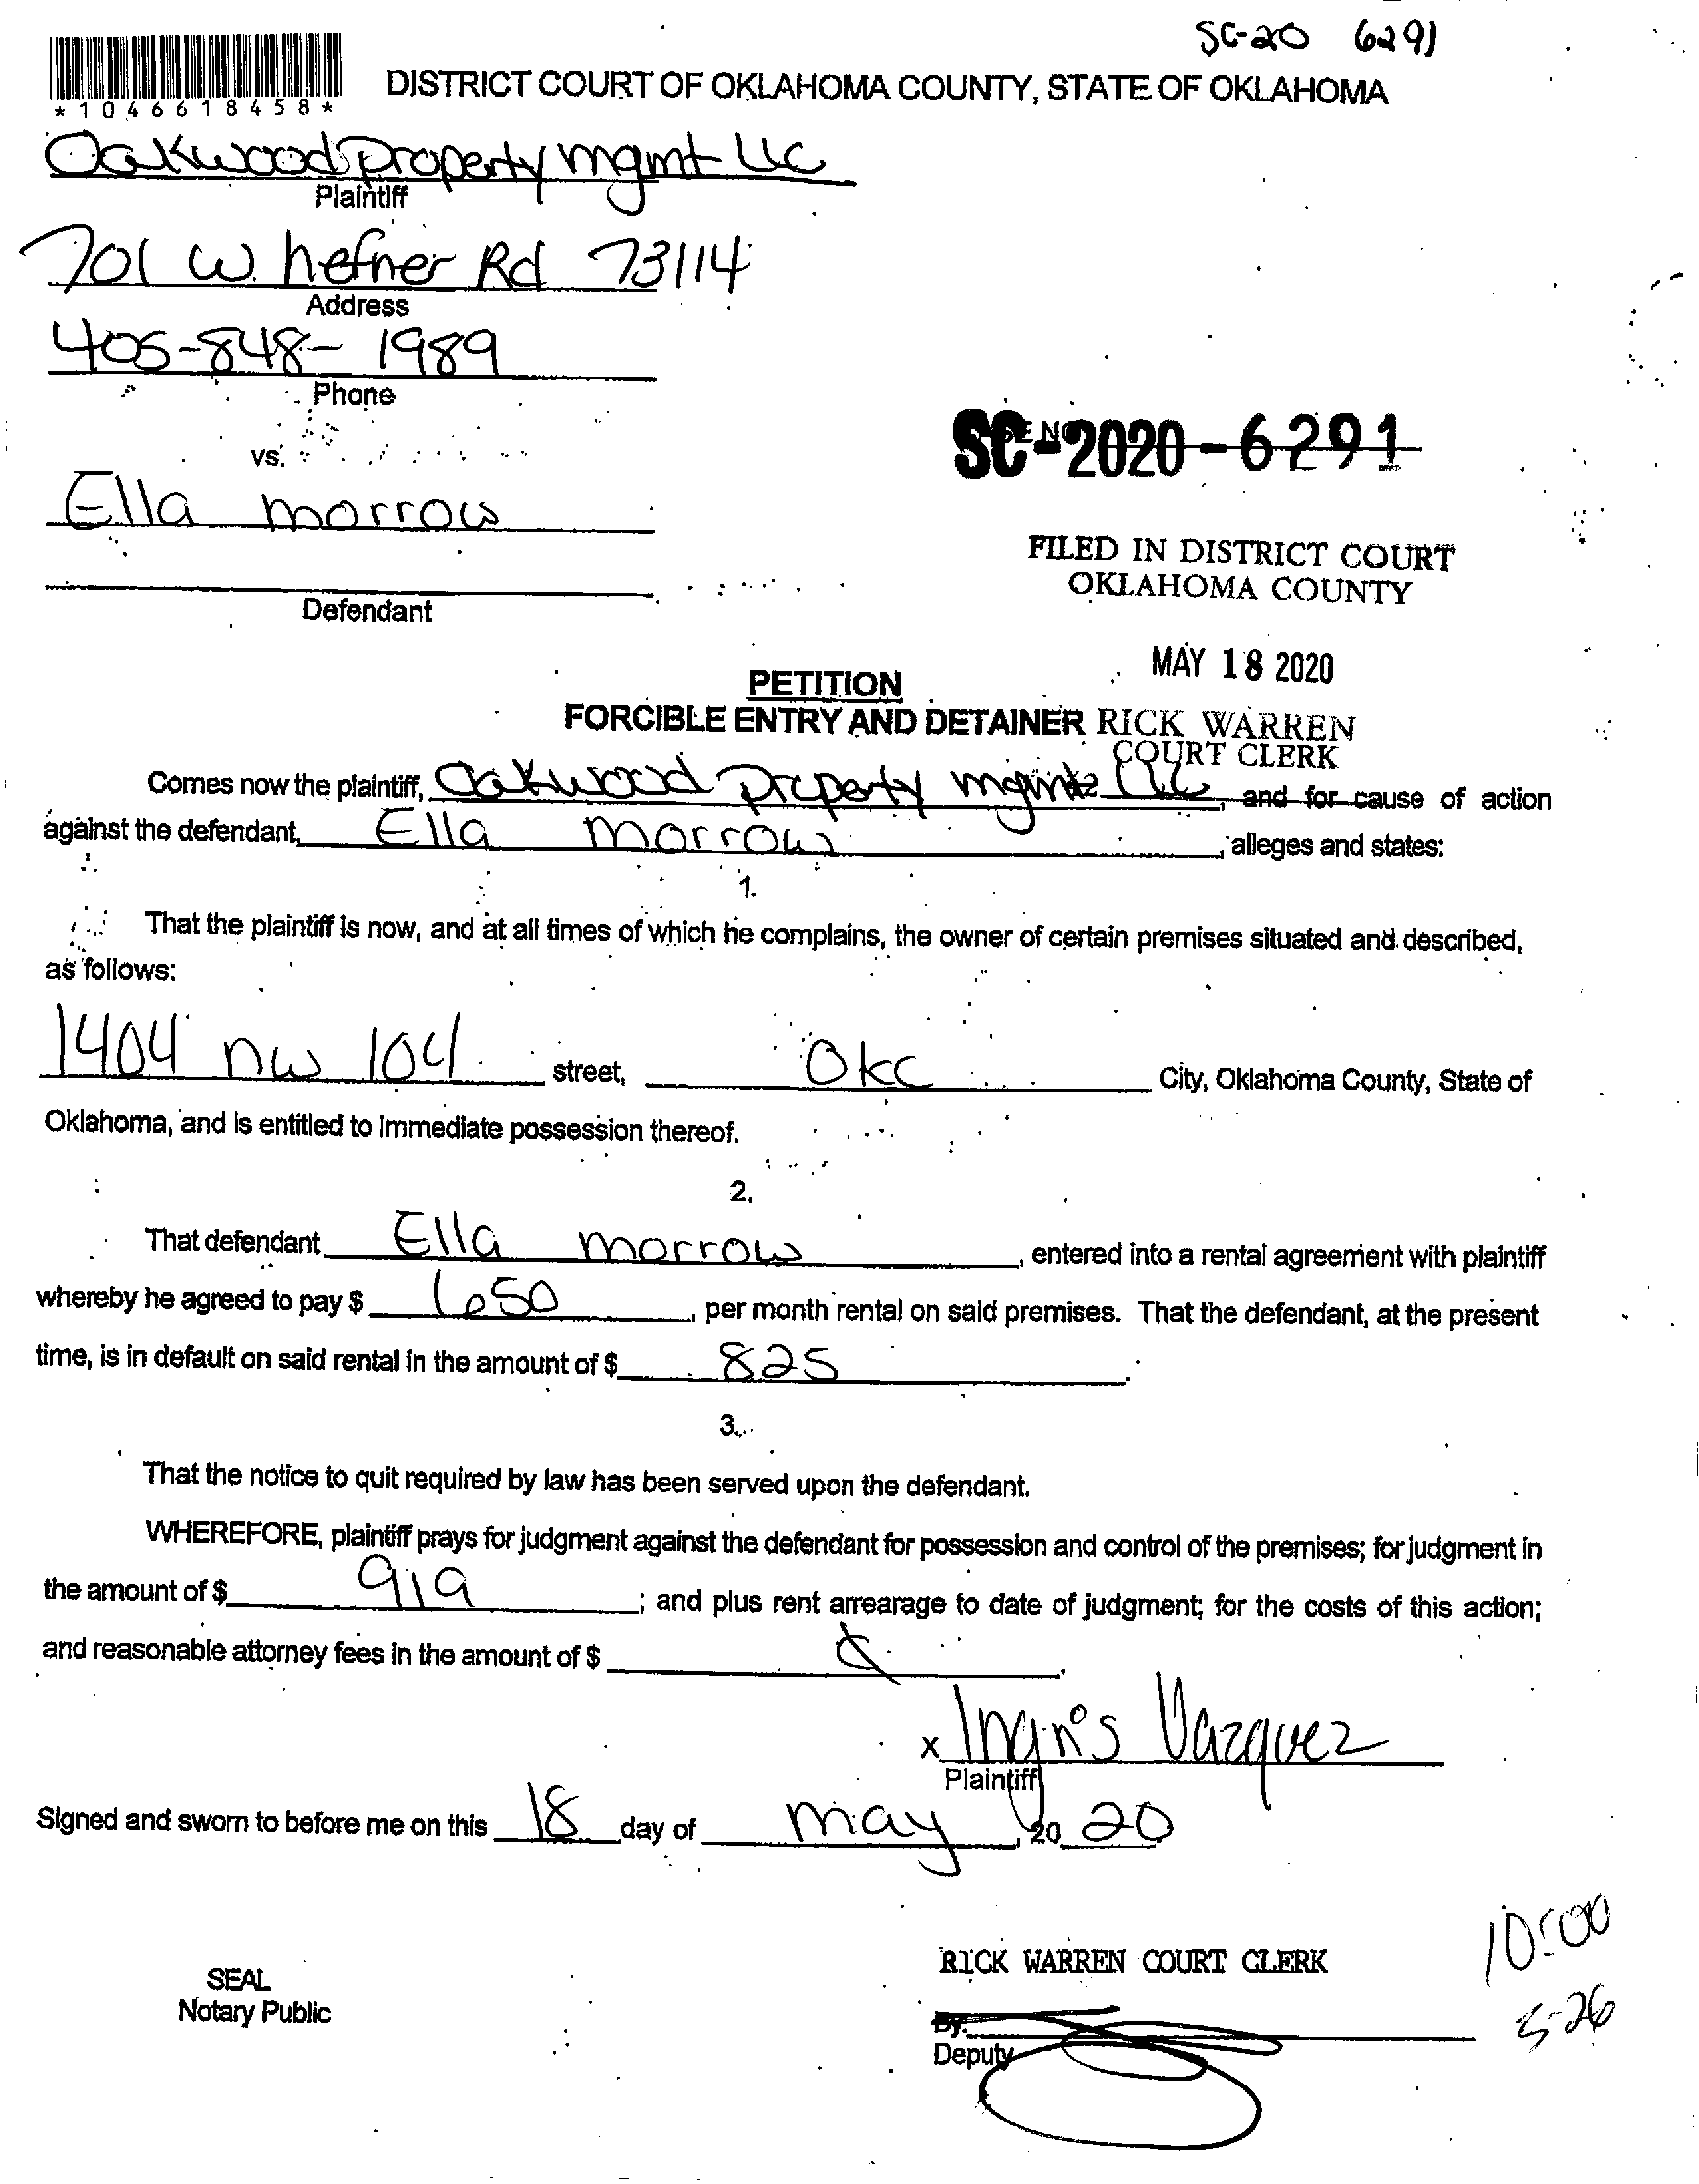 SC-20 6291
*1046618458*
DISTRICT COURT OF OKLAHOMA COUNTY, STATE OF OKLAHOMA
Oakwood property mgmt LLC
Plaintiff
701 W. hefner Rd 73114
Address
405-848-1989
Phone
vs.
SC-2020-6291
Ella morrow
FILED IN DISTRICT COURT
OKLAHOMA COUNTY
Defendant
MAY 18 2020
PETITION
FORCIBLE ENTRY AND DETAINER
RICK WARREN
COURT CLERK
Comes now the plaintiff, Oakwood property mgmt LLC, and for cause of action
against the defendant, Ella morrow, alleges and states:
1.
That the plaintiff is now, and at all times of which he complains, the owner of certain premises situated and described,
as follows:
1404 nw 104 street, Okc City, Oklahoma County, State of
Oklahoma, and is entitled to immediate possession thereof.
2.
That defendant Ella morrow, entered into a rental agreement with plaintiff
whereby he agreed to pay $ 650, per month rental on said premises. That the defendant, at the present
time, is in default on said rental in the amount of $ 825.
3.
That the notice to quit required by law has been served upon the defendant.
WHEREFORE, plaintiff prays for judgment against the defendant for possession and control of the premises; for judgment in
the amount of $ 919; and plus rent arrearage to date of judgment; for the costs of this action;
and reasonable attorney fees in the amount of $
x Vazquez
Plaintiff
Signed and sworn to before me on this 18 day of may, 20 20
10:00
5-26
SEAL
Notary Public
RICK WARREN COURT CLERK
By:
Deputy